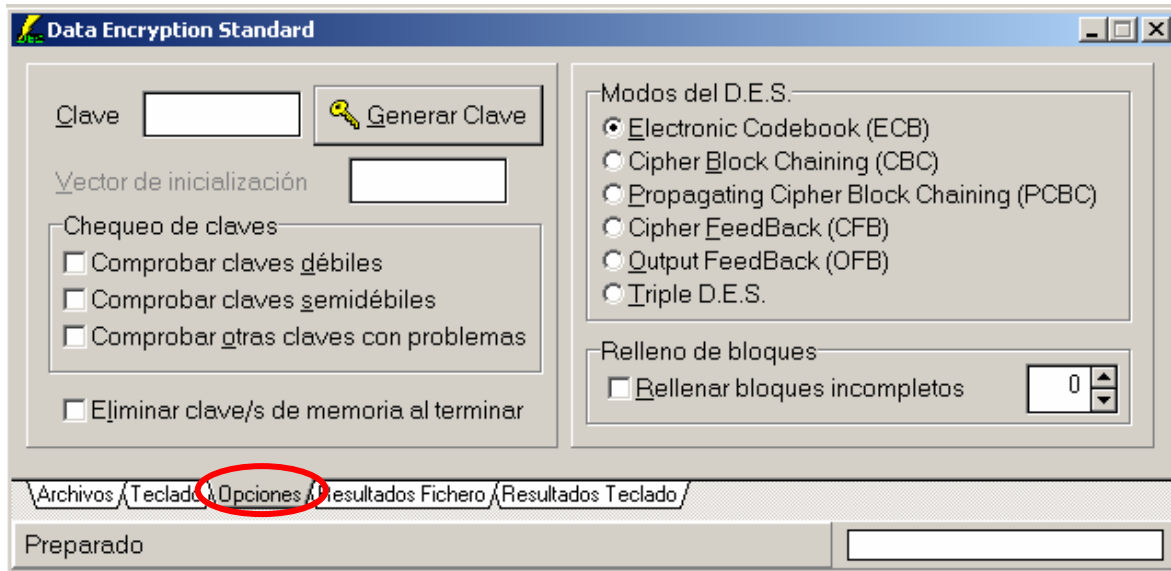 Data Encryption Standard
Clave
Generar Clave
Vector de inicialización
Chequeo de claves
Comprobar claves débiles
Comprobar claves semidébiles
Comprobar otras claves con problemas
Eliminar clave/s de memoria al terminar
Modos del D.E.S.
Electronic Codebook (ECB)
Cipher Block Chaining (CBC)
Propagating Cipher Block Chaining (PCBC)
Cipher FeedBack (CFB)
Output FeedBack (OFB)
Triple D.E.S.
Relleno de bloques
Rellenar bloques incompletos
0
Archivos Teclado Opciones Resultados Fichero Resultados Teclado
Preparado